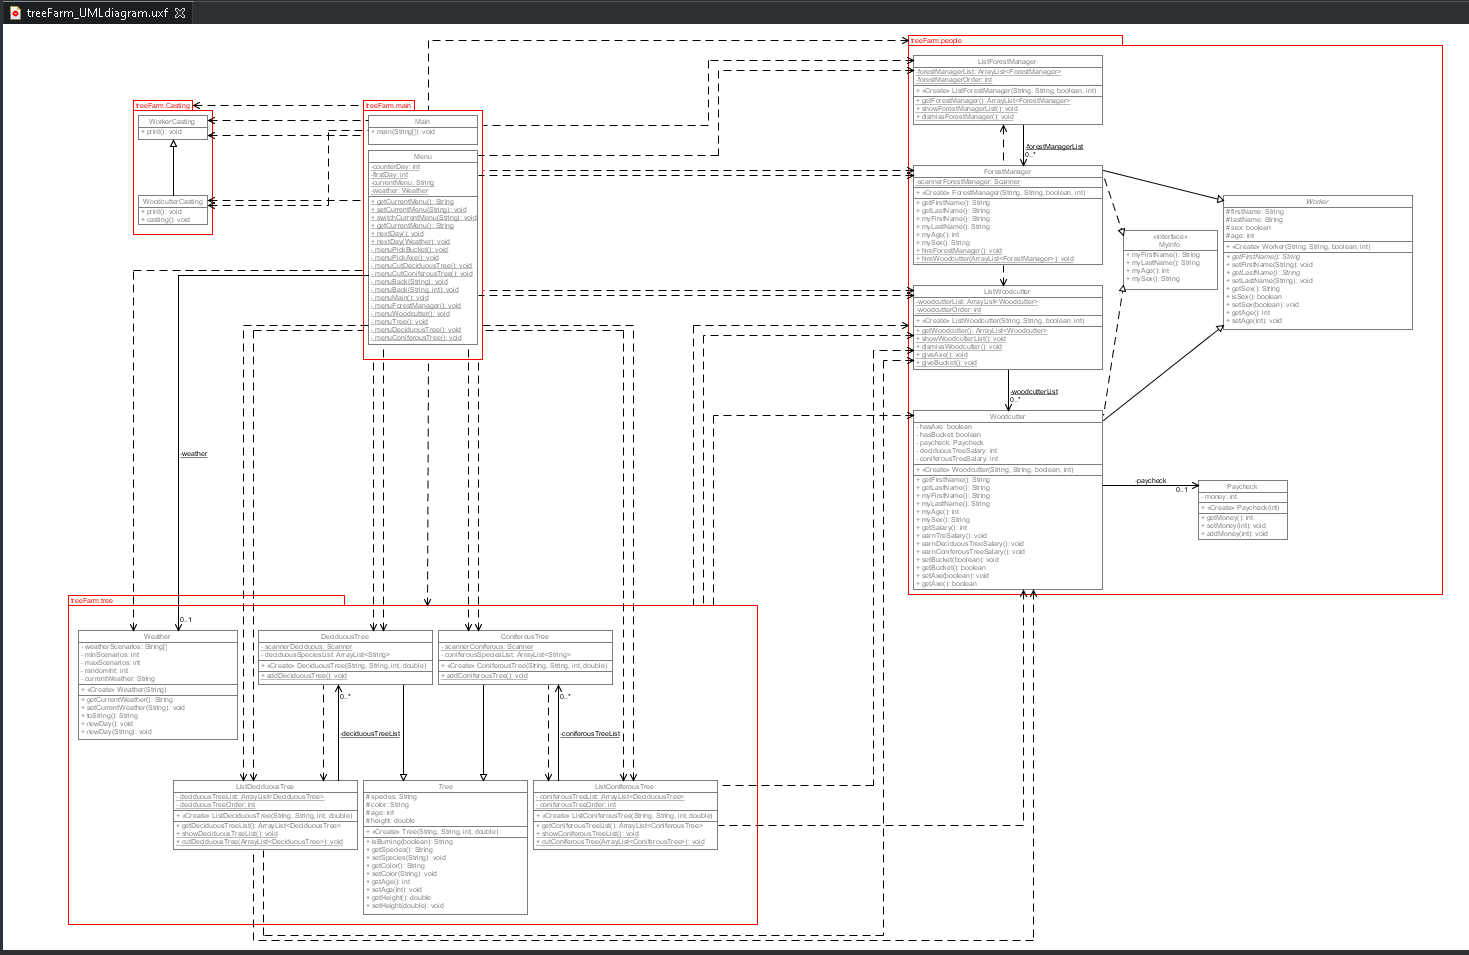 treeFarm_UMLdiagram.uxf
treeFarm.people
ListForestManager
-forestManagerList: ArrayList<ForestManager>
-forestManagerOrder: int
+ «Create» ListForestManager(String, String, boolean, int)
+ getForestManager(): ArrayList<ForestManager>
+ showForestManagerList(): void
+ dismissForestManager(): void
-forestManagerList
0..*
treeFarm.Casting
WorkerCasting
+ print(): void
WoodcutterCasting
+ print(): void
+ casting(): void
treeFarm.main
Main
+ main(String[]): void
Menu
-counterDay: int
-firstDay: int
-currentMenu: String
-weather: Weather
+ getCurrentMenu(): String
+ setCurrentMenu(String): void
+ switchCurrentMenu(String): void
+ getCurrentMenu(): String
+ nextDay(): void
+ nextDay(Weather): void
- menuPickBucket(): void
- menuPickAxe(): void
- menuCutDeciduousTree(): void
- menuCutConiferousTree(): void
- menuBack(String): void
- menuBack(String, int): void
- menuMain(): void
- menuForestManager(): void
- menuWoodcutter(): void
- menuTree(): void
- menuDeciduousTree(): void
- menuConiferousTree(): void
ForestManager
-scannerForestManager: Scanner
+ «Create» ForestManager(String, String, boolean, int)
+ getFirstName(): String
+ getLastName(): String
+ myFirstName(): String
+ myLastName(): String
+ myAge(): int
+ mySex(): String
+ hireForestManager(): void
+ hireWoodcutter(ArrayList<ForestManager>): void
«interface»
MyInfo
+ myFirstName(): String
+ myLastName(): String
+ myAge(): int
+ mySex(): String
Worker
# firstName: String
# lastName: String
# sex: boolean
# age: int
+ «Create» Worker(String, String, boolean, int)
+ getFirstName(): String
+ setFirstName(String): void
+ getLastName(): String
+ setLastName(String): void
+ getSex(): String
+ isSex(): boolean
+ setSex(boolean): void
+ getAge(): int
+ setAge(int): void
ListWoodcutter
-woodcutterList: ArrayList<Woodcutter>
-woodcutterOrder: int
+ «Create» ListWoodcutter(String, String, boolean, int)
+ getWoodcutter(): ArrayList<Woodcutter>
+ showWoodcutterList(): void
+ dismissWoodcutter(): void
+ giveAxe(): void
+ giveBucket(): void
-woodcutterList
0..*
Woodcutter
- hasAxe: boolean
- hasBucket: boolean
- paycheck: Paycheck
- deciduousTreeSalary: int
- coniferousTreeSalary: int
+ «Create» Woodcutter(String, String, boolean, int)
+ getFirstName(): String
+ getLastName(): String
+ myFirstName(): String
+ myLastName(): String
+ myAge(): int
+ mySex(): String
+ getSalary(): int
+ earnTreSalary(): void
+ earnDeciduousTreeSalary(): void
+ earnConiferousTreeSalary(): void
+ setBucket(boolean): void
+ getBucket(): boolean
+ setAxe(boolean): void
+ getAxe(): boolean
-paycheck
0..1
Paycheck
- money: int
+ «Create» Paycheck(int)
+ getMoney(): int
+ setMoney(int): void
+ addMoney(int): void
-weather
0..1
treeFarm.tree
Weather
- weatherScenarios: String[]
- minScenarios: int
- maxScenarios: int
- randomInt: int
- currentWeather: String
+ «Create» Weather(String)
+ getCurrentWeather(): String
+ setCurrentWeather(String): void
+ toString(): String
+ newDay(): void
+ newDay(String): void
DeciduousTree
- scannerDeciduous: Scanner
- deciduousSpeciesList: ArrayList<String>
+ «Create» DeciduousTree(String, String, int, double)
+ addDeciduousTree(): void
ConiferousTree
- scannerConiferous: Scanner
- coniferousSpeciesList: ArrayList<String>
+ «Create» ConiferousTree(String, String, int, double)
+ addConiferousTree(): void
0..*
-deciduousTreeList
0..*
-coniferousTreeList
ListDeciduousTree
- deciduousTreeList: ArrayList<DeciduousTree>
- deciduousTreeOrder: int
+ «Create» ListDeciduousTree(String, String, int, double)
+ getDeciduousTreeList(): ArrayList<DeciduousTree>
+ showDeciduousTreeList(): void
+ cutDeciduousTree(ArrayList<DeciduousTree>): void
Tree
# species: String
# color: String
# age: int
# height: double
+ «Create» Tree(String, String, int, double)
+ isBurning(boolean): String
+ getSpecies(): String
+ setSpecies(String): void
+ getColor(): String
+ setColor(String): void
+ getAge(): int
+ setAge(int): void
+ getHeight(): double
+ setHeight(double): void
ListConiferousTree
- coniferousTreeList: ArrayList<DeciduousTree>
- coniferousTreeOrder: int
+ «Create» ListConiferousTree(String, String, int, double)
+ getConiferousTreeList(): ArrayList<ConiferousTree>
+ showConiferousTreeList(): void
+ cutConiferousTree(ArrayList<ConiferousTree>): void